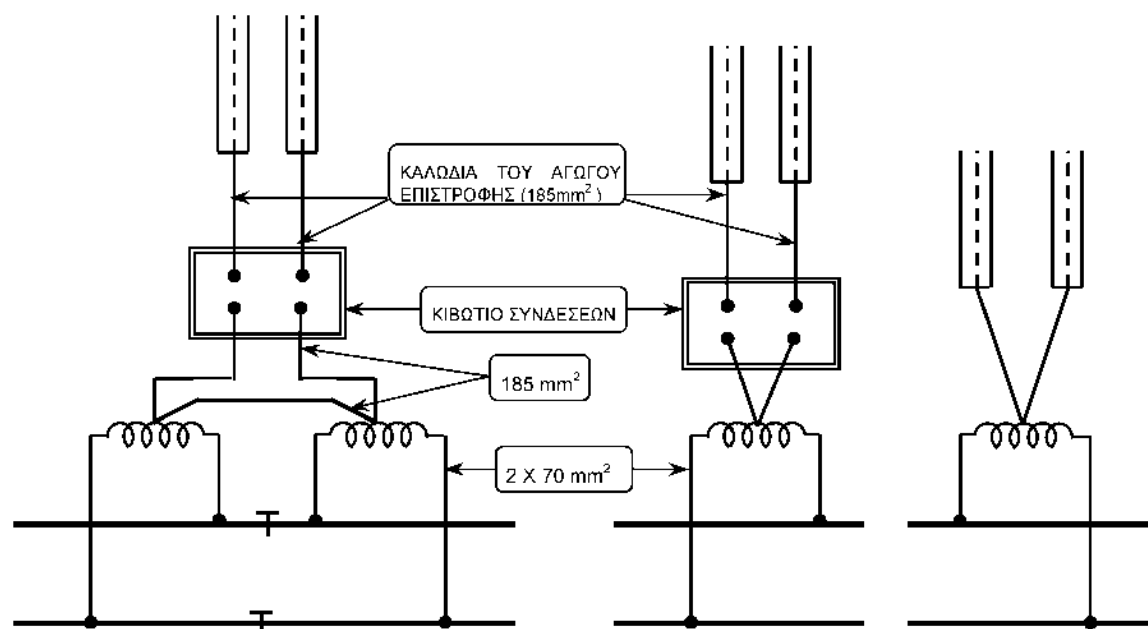 ΚΑΛΩΔΙΑ ΤΟΥ ΑΓΩΓΟΥ
ΕΠΙΣΤΡΟΦΗΣ (185mm²)
ΚΙΒΩΤΙΟ ΣΥΝΔΕΣΕΩΝ
185 mm²
2 X 70 mm²